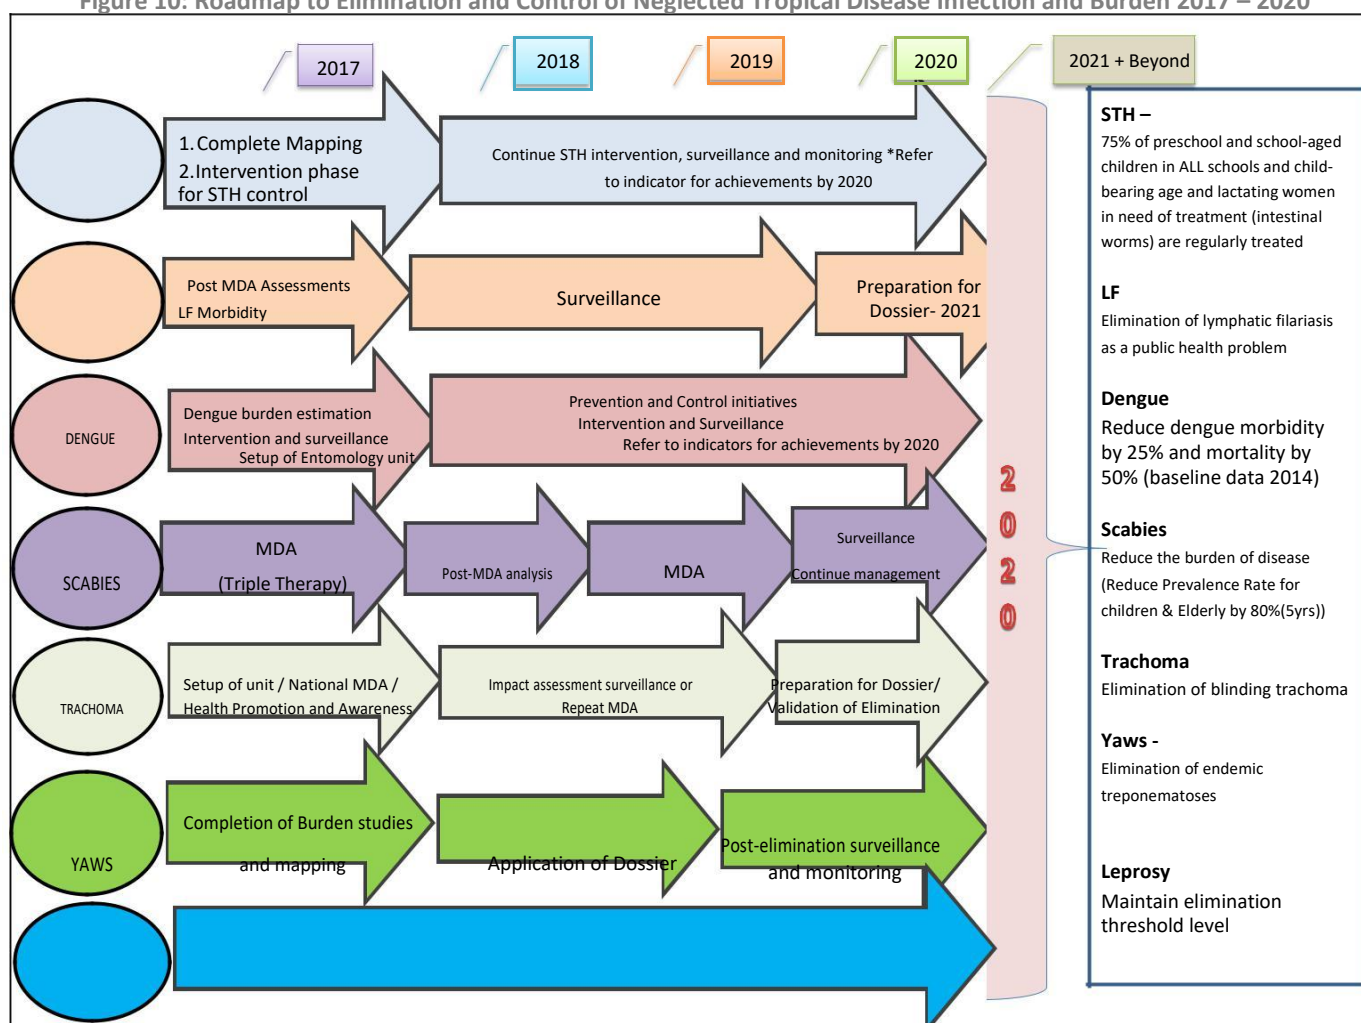 Figure 10: Roadmap to Elimination and Control of Neglected Tropical Disease Infection and Burden 2017 – 2020
2017
2018
2019
2020
2021 + Beyond
1. Complete Mapping
2. Intervention phase
for STH control
Continue STH intervention, surveillance and monitoring *Refer
to indicator for achievements by 2020
Post MDA Assessments
LF Morbidity
Surveillance
Preparation for
Dossier- 2021
DENGUE
Dengue burden estimation
Intervention and surveillance
Setup of Entomology unit
Prevention and Control initiatives
Intervention and Surveillance
Refer to indicators for achievements by 2020
SCABIES
MDA
(Triple Therapy)
Post-MDA analysis
MDA
Surveillance
Continue management
TRACHOMA
Setup of unit / National MDA /
Health Promotion and Awareness
Impact assessment surveillance or
Repeat MDA
Preparation for Dossier/
Validation of Elimination
YAWS
Completion of Burden studies
and mapping
Application of Dossier
Post-elimination surveillance
and monitoring
2
0
2
0
STH –
75% of preschool and school-aged
children in ALL schools and child-
bearing age and lactating women
in need of treatment (intestinal
worms) are regularly treated
LF
Elimination of lymphatic filariasis
as a public health problem
Dengue
Reduce dengue morbidity
by 25% and mortality by
50% (baseline data 2014)
Scabies
Reduce the burden of disease
(Reduce Prevalence Rate for
children & Elderly by 80%(5yrs))
Trachoma
Elimination of blinding trachoma
Yaws -
Elimination of endemic
treponematoses
Leprosy
Maintain elimination
threshold level